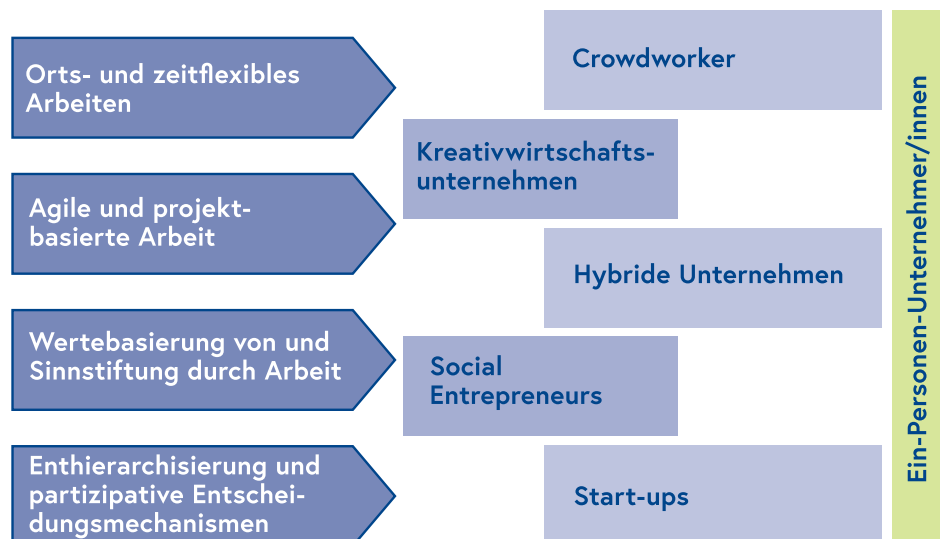 Orts- und zeitflexibles
Arbeiten
Agile und projekt-
basierte Arbeit
Wertebasierung von und
Sinnstiftung durch Arbeit
Enthierarchisierung und
partizipative Entschei-
dungsmechanismen
Crowdworker
Kreativwirtschafts-
unternehmen
Hybride Unternehmen
Social
Entrepreneurs
Start-ups
Ein-Personen-Unternehmer/innen